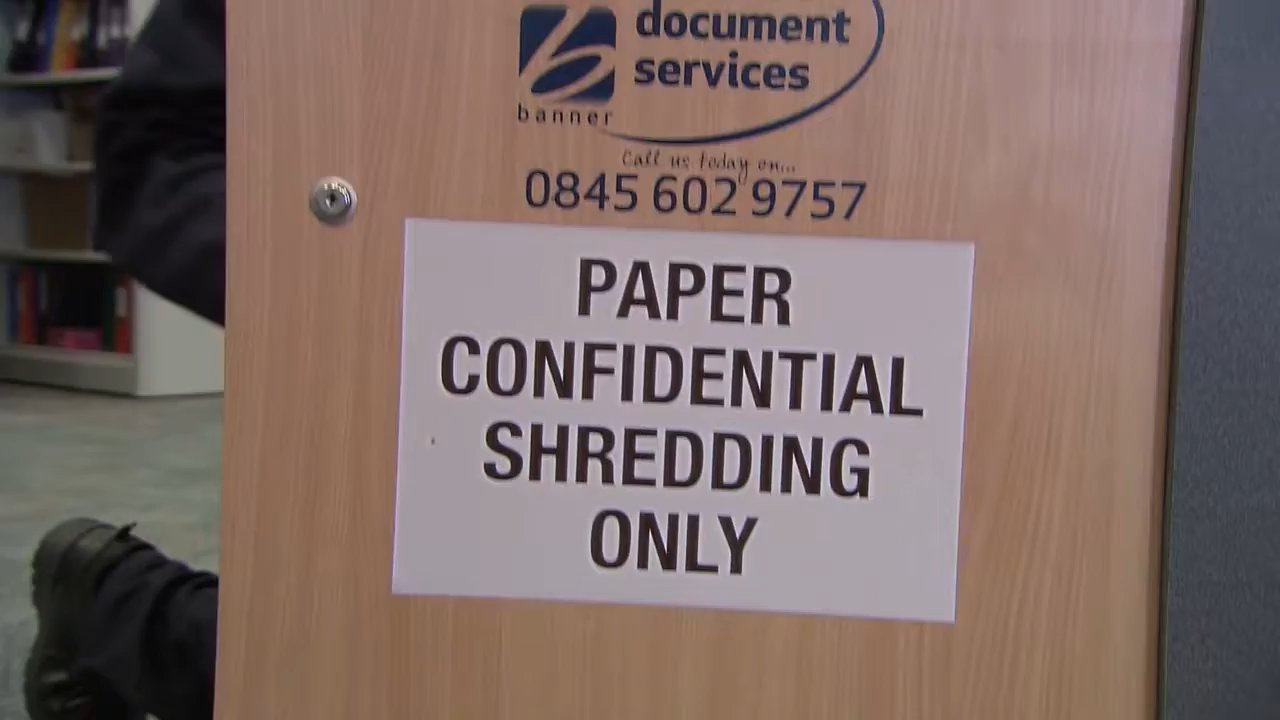 document
services
banner
Call us today on...
0845 602 9757
PAPER
CONFIDENTIAL
SHREDDING
ONLY